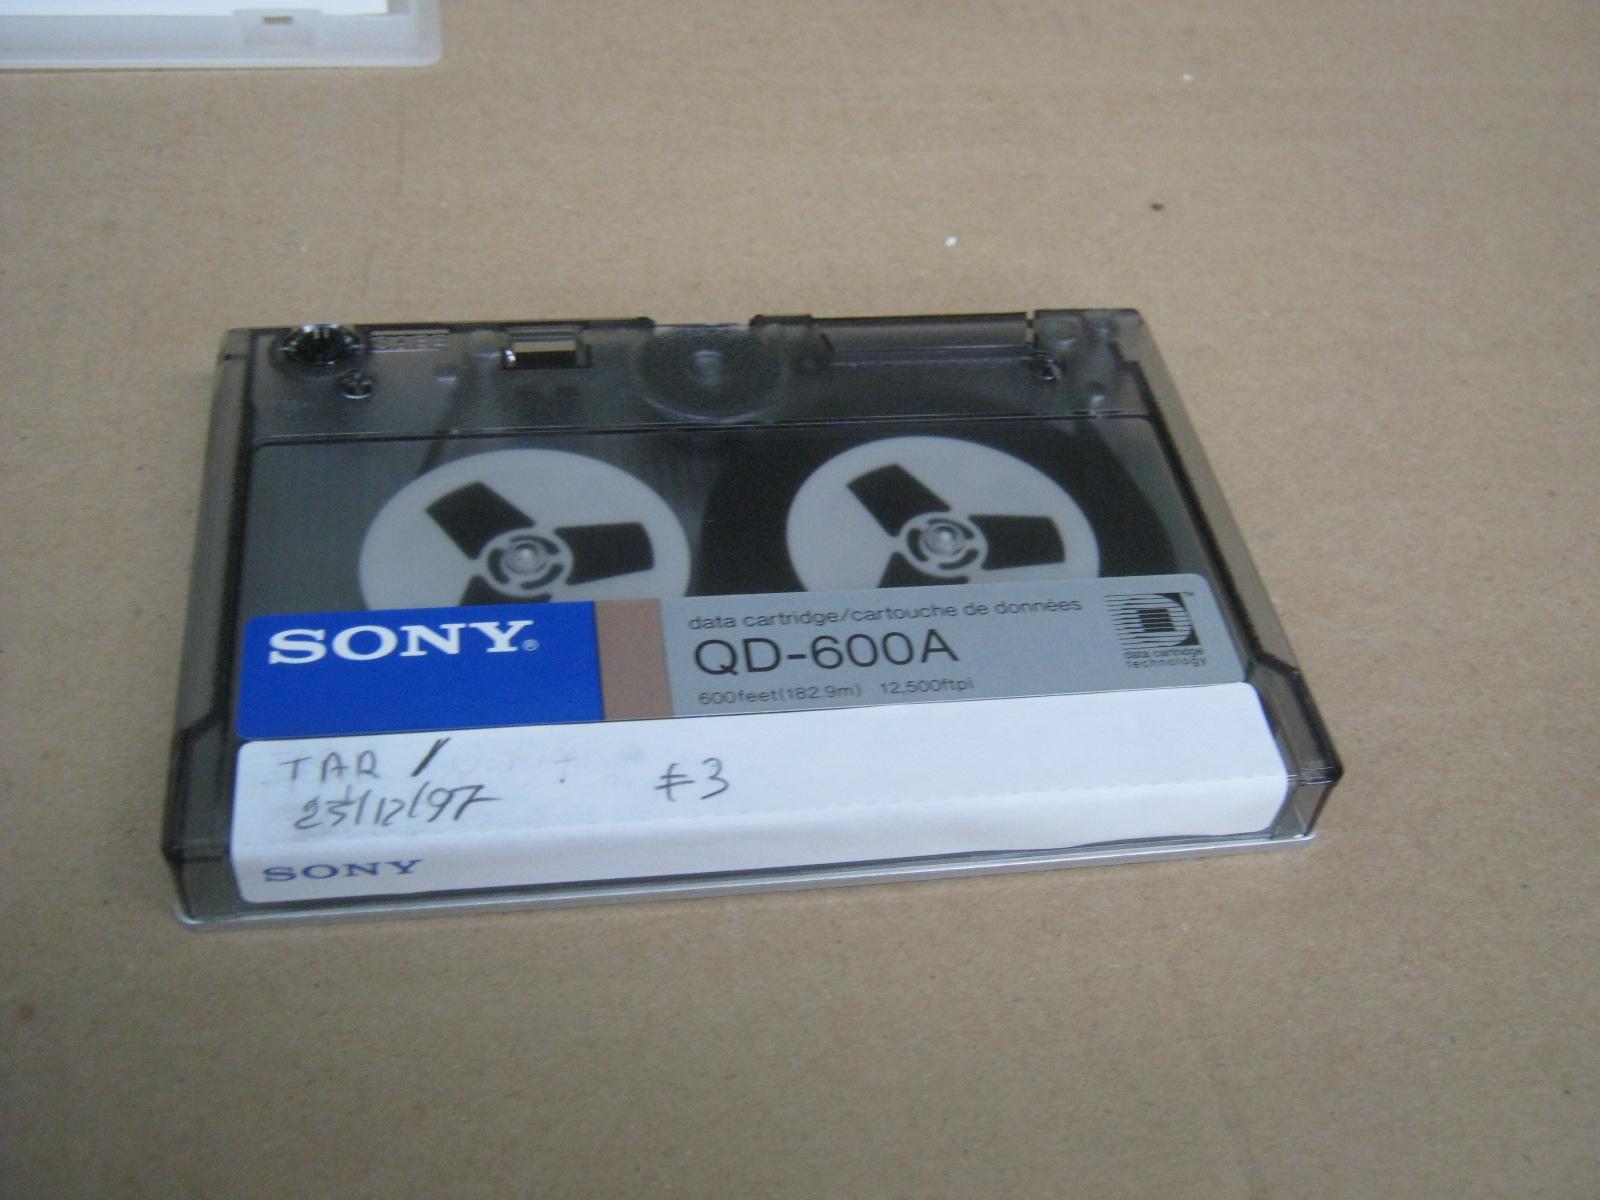 SAFE
SONY®
data cartridge/cartouche de données
QD-600A
600feet(182.9m) 12,500ftpi
data cartridge
technology
TAR /
23/12/97
#3
SONY